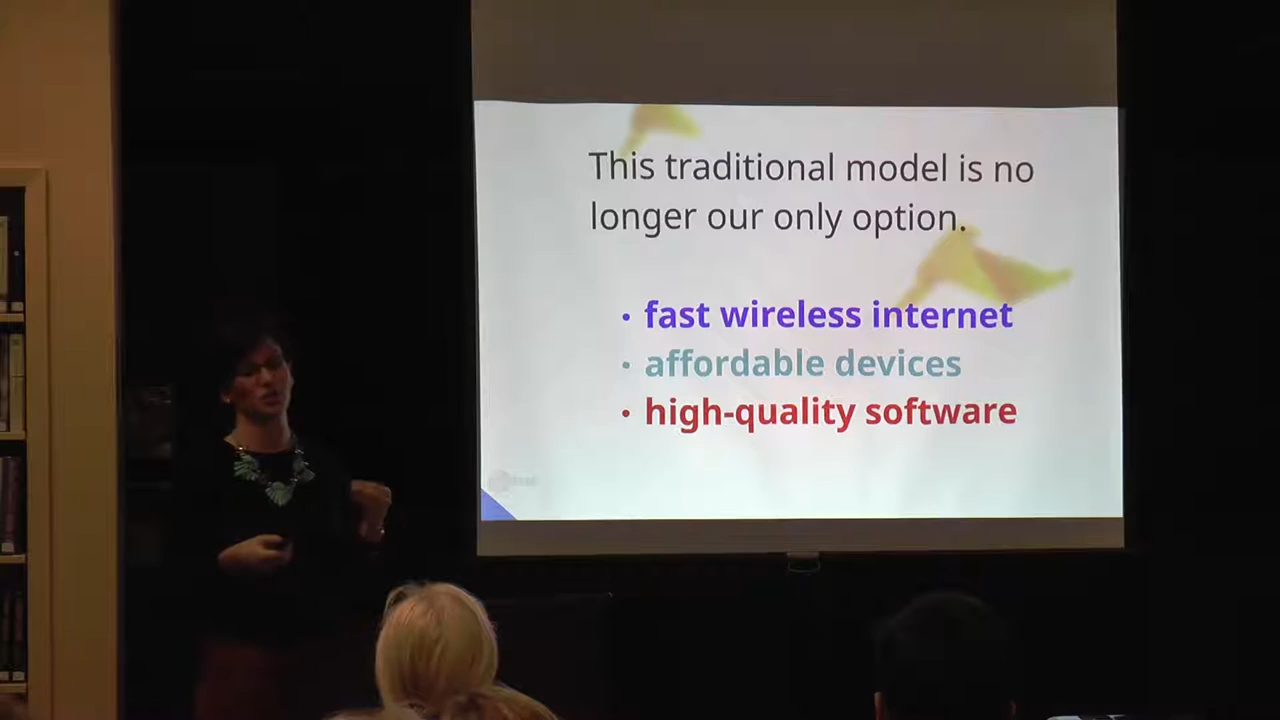 This traditional model is no
longer our only option.
• fast wireless internet
• affordable devices
• high-quality software